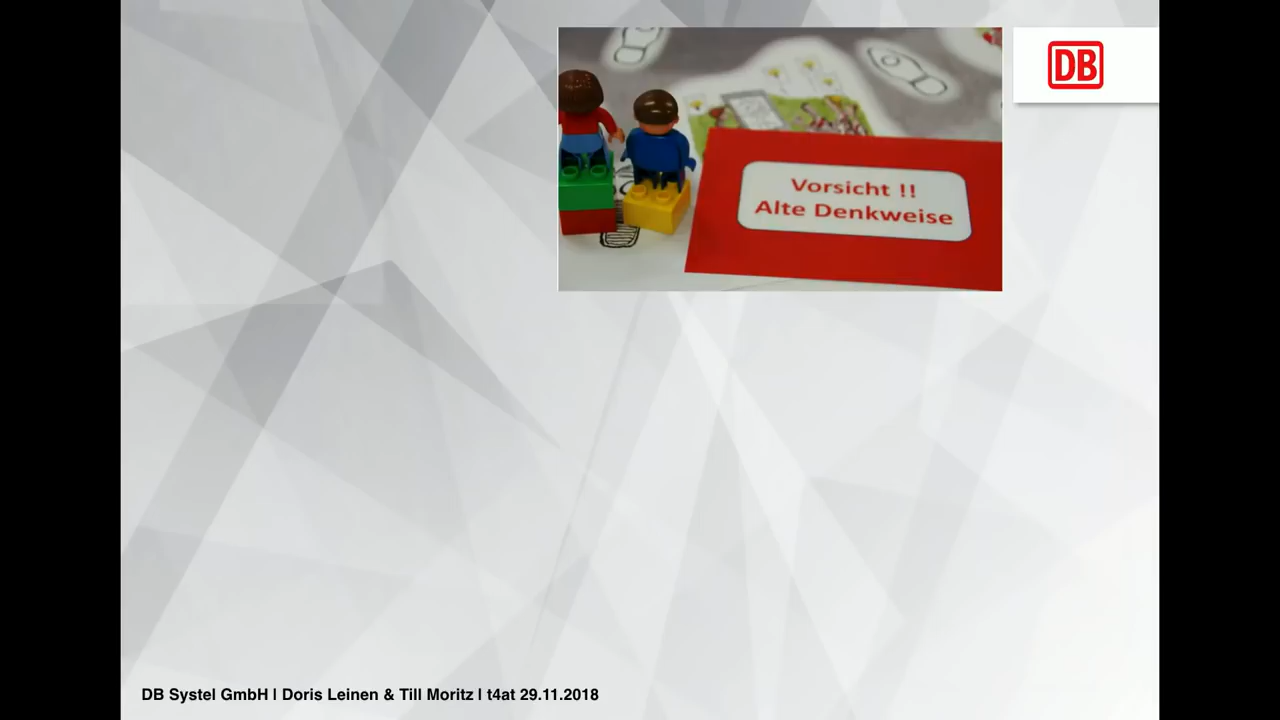 DB
Vorsicht !!
Alte Denkweise
DB Systel GmbH | Doris Leinen & Till Moritz | t4at 29.11.2018